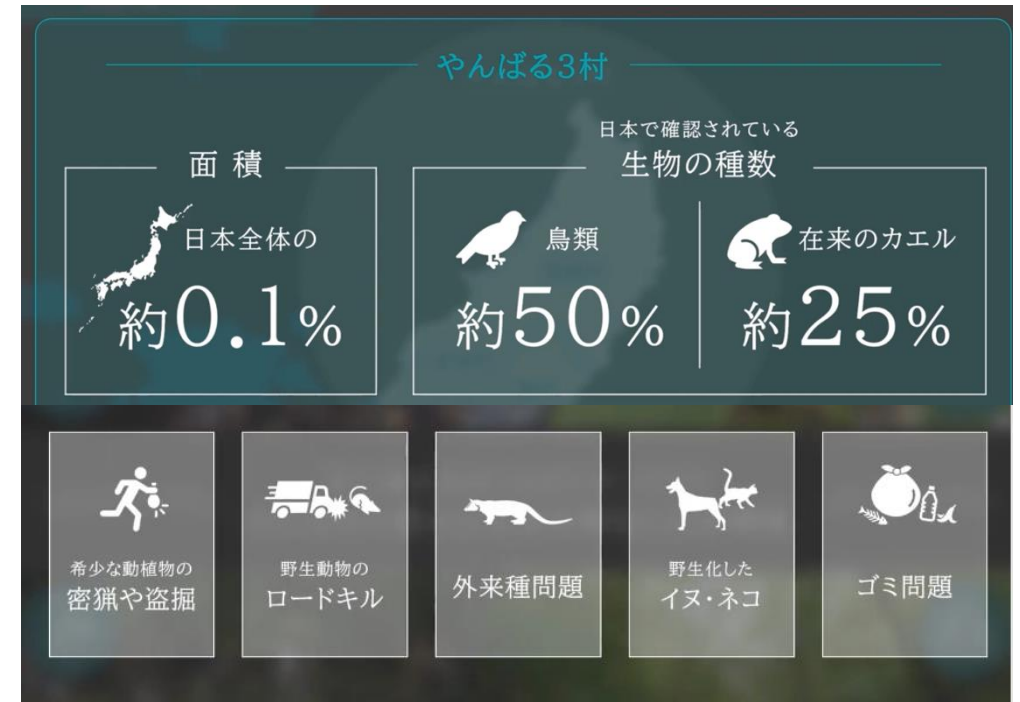 やんばる3村
面積
日本全体の
約0.1%
日本で確認されている
生物の種数
鳥類
約50%
在来のカエル
約25%
希少な動植物の
密猟や盗掘
野生動物の
ロードキル
外来種問題
野生化した
イヌ・ネコ
ゴミ問題